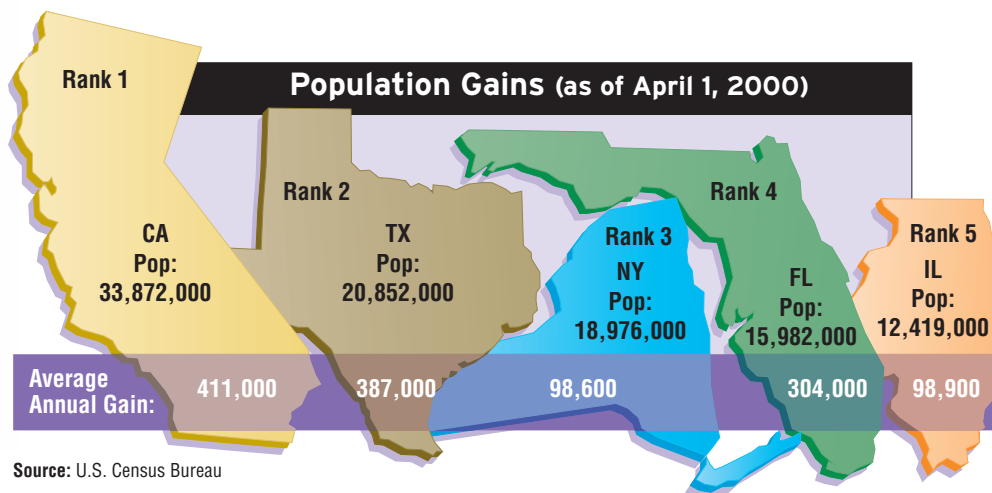 Population Gains (as of April 1, 2000)
Rank 1
CA
Pop:
33,872,000
Rank 2
TX
Pop:
20,852,000
Rank 3
NY
Pop:
18,976,000
Rank 4
FL
Pop:
15,982,000
Rank 5
IL
Pop:
12,419,000
Average
Annual Gain:
411,000
387,000
98,600
304,000
98,900
Source: U.S. Census Bureau